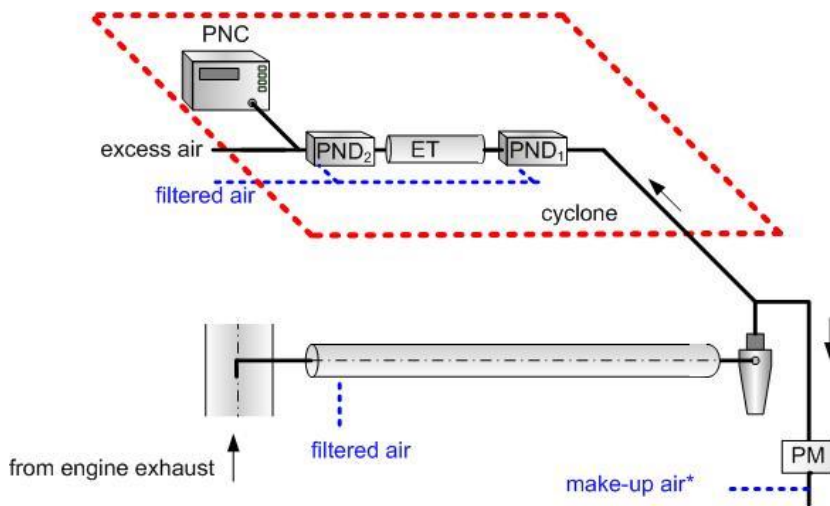 PNC
excess air
PND₂
ET
PND₁
filtered air
cyclone
filtered air
from engine exhaust
PM
make-up air*